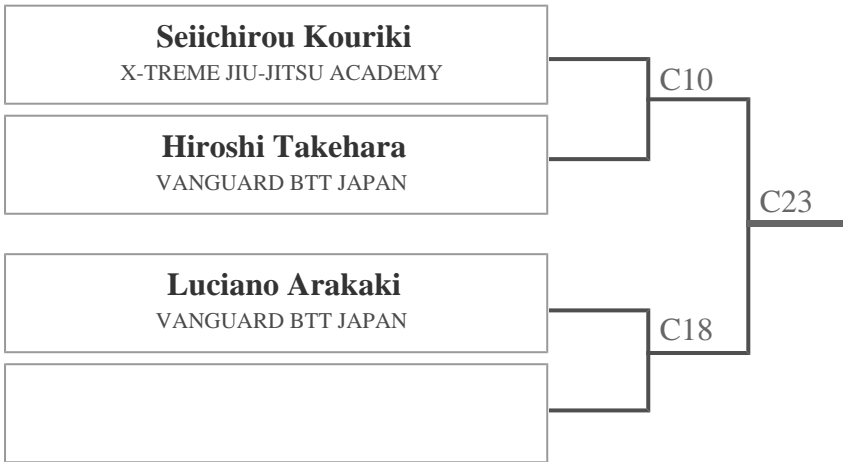 Seiichirou Kouriki
X-TREME JIU-JITSU ACADEMY
C10
Hiroshi Takehara
VANGUARD BTT JAPAN
C23
Luciano Arakaki
VANGUARD BTT JAPAN
C18